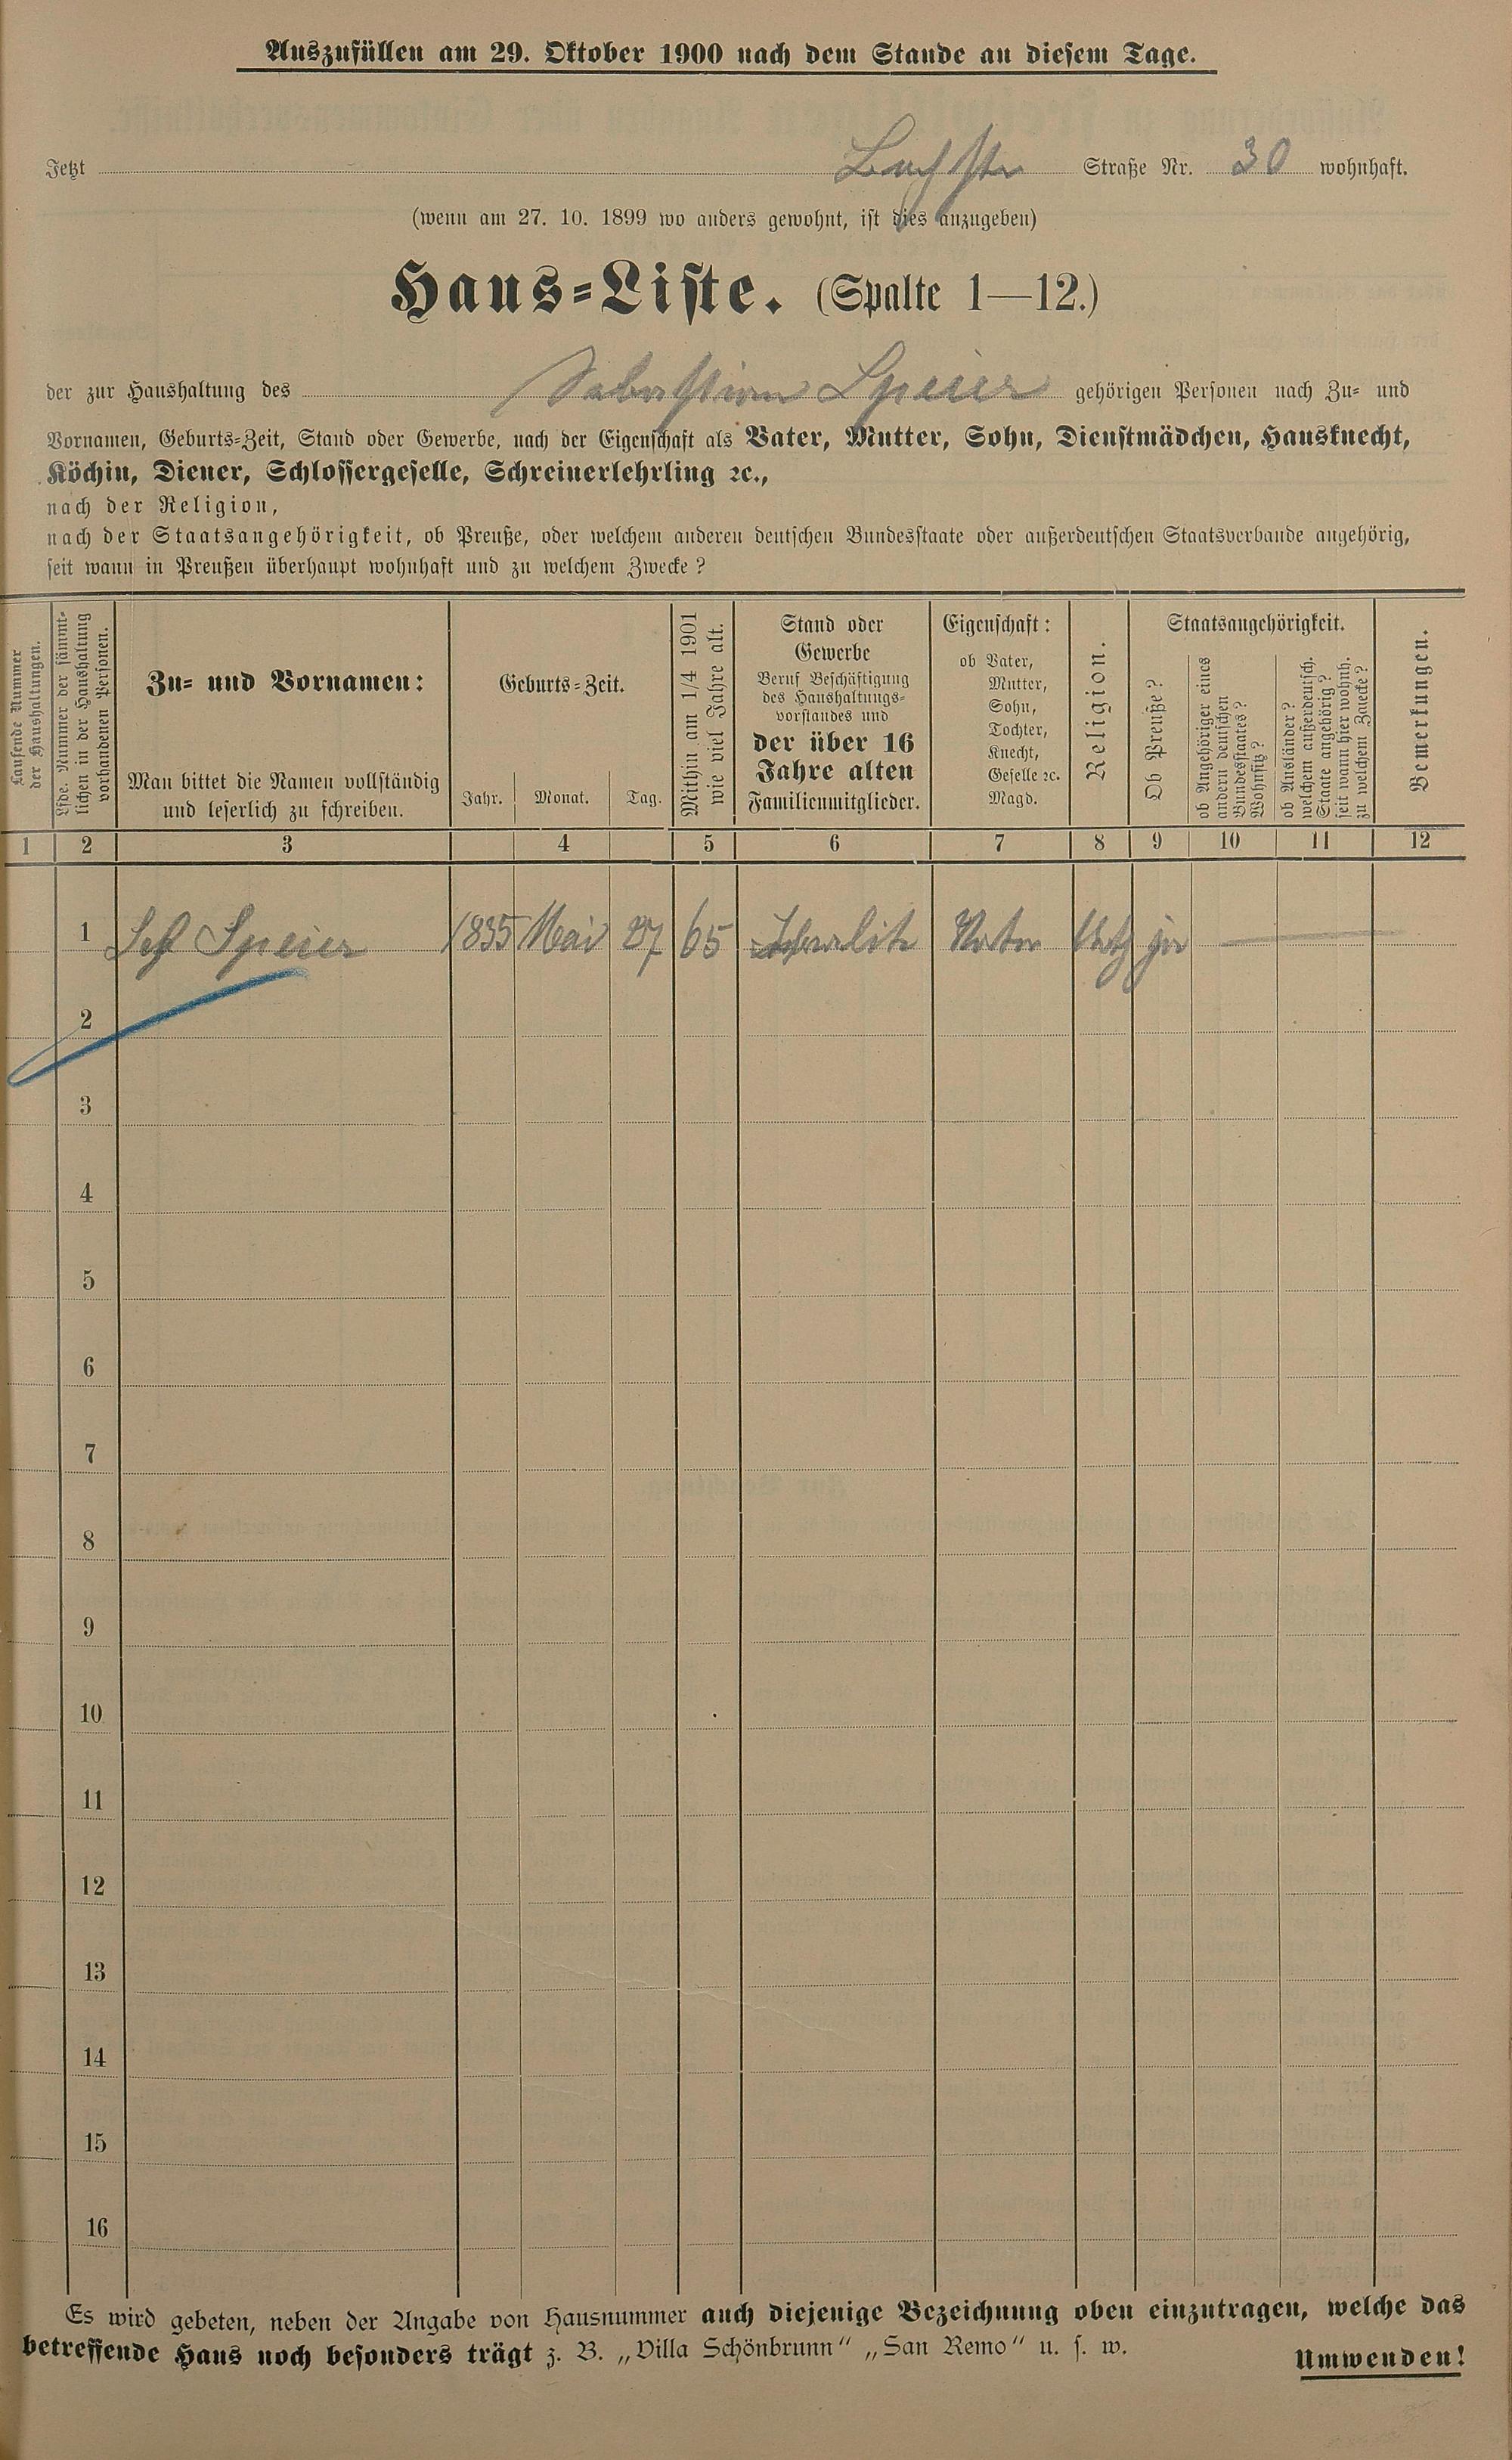 Auszufüllen am 29. Oktober 1900 nach dem Stande an diesem Tage.
Jetzt Bachstr Straße Nr. 30 wohnhaft.
(wenn am 27. 10. 1899 wo anders gewohnt, ist dies anzugeben)
Haus-Liste. (Spalte 1—12.)
der zur Haushaltung des Sebastian Speier gehörigen Personen nach Zu- und
Vornamen, Geburts-Zeit, Stand oder Gewerbe, nach der Eigenschaft als Vater, Mutter, Sohn, Dienstmädchen, Hausknecht,
Köchin, Diener, Schlossergeselle, Schreinerlehrling ꝛc.,
nach der Religion,
nach der Staatsangehörigkeit, ob Preuße, oder welchem anderen deutschen Bundesstaate oder außerdeutschen Staatsverbande angehörig,
seit wann in Preußen überhaupt wohnhaft und zu welchem Zwecke?
Laufende Nummer
der Haushaltungen.
Lfde. Nummer der sämmt-
lichen in der Haushaltung
vorhandenen Personen.
Zu- und Vornamen:
Man bittet die Namen vollständig
und leserlich zu schreiben.
Geburts-Zeit.
Jahr. Monat. Tag.
Mithin am 1/4 1901
wie viel Jahre alt.
Stand oder
Gewerbe
Beruf Beschäftigung
des Haushaltungs-
vorstandes und
der über 16
Jahre alten
Familienmitglieder.
Eigenschaft:
ob Vater,
Mutter,
Sohn,
Tochter,
Knecht,
Geselle ꝛc.
Magd.
Religion.
Staatsangehörigkeit.
Ob Preuße?
ob Angehöriger eines
andern deutschen
Bundesstaates?
Wohnsitz?
ob Ausländer?
welchem außerdeutsch.
Staate angehörig?
seit wann hier wohnh.
zu welchem Zwecke?
Bemerkungen.
1 2 3 4 5 6 7 8 9 10 11 12
1 Seb Speier 1835 Mai 27 65 Vater ja
2
3
4
5
6
7
8
9
10
11
12
13
14
15
16
Es wird gebeten, neben der Angabe von Hausnummer auch diejenige Bezeichnung oben einzutragen, welche das
betreffende Haus noch besonders trägt z. B. „Villa Schönbrunn“ „San Remo“ u. s. w.
Umwenden!